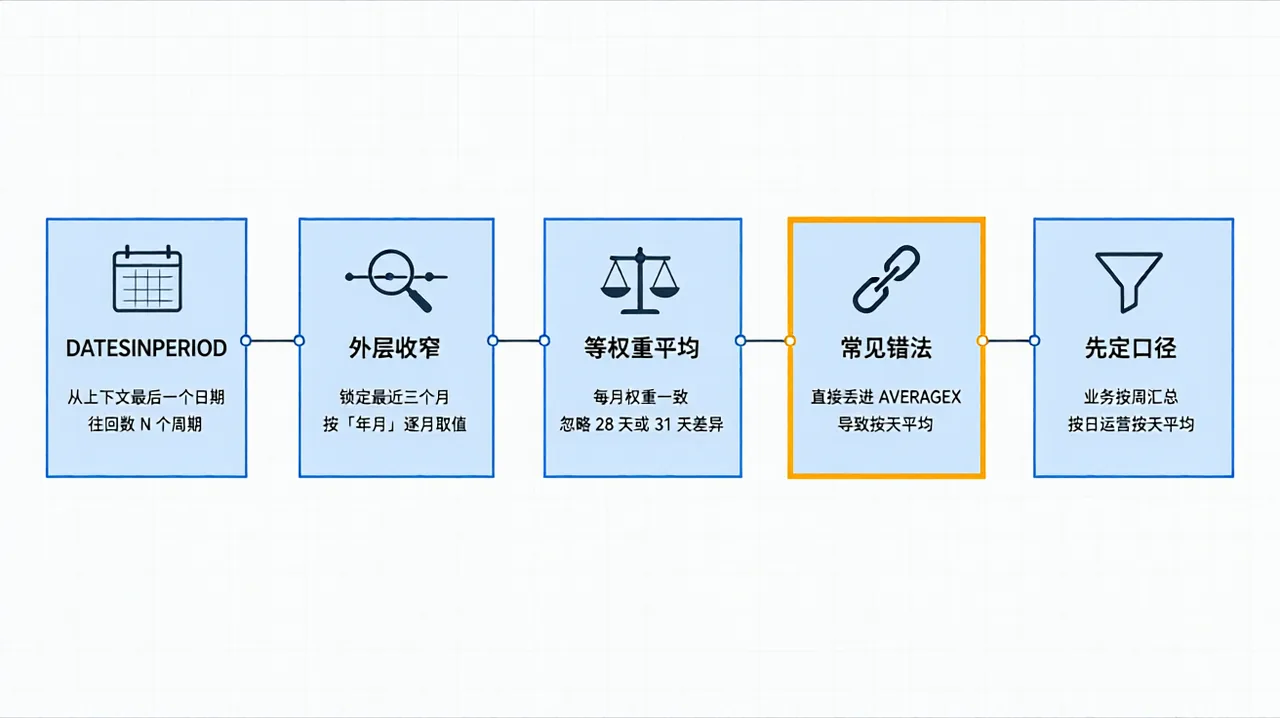 DATESINPERIOD
从上下文最后一个日期
往回数 N 个周期
外层收窄
锁定最近三个月
按「年月」逐月取值
等权重平均
每月权重一致
忽略 28 天或 31 天差异
常见错法
直接丢进 AVERAGEX
导致按天平均
先定口径
业务按周汇总
按日运营按天平均